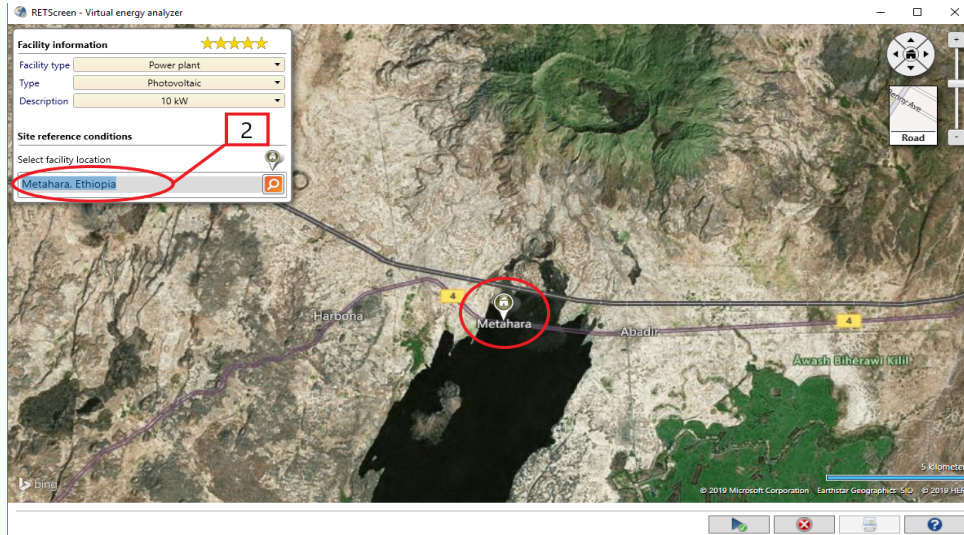 RETScreen - Virtual energy analyzer
Facility information
Facility type Power plant
Type Photovoltaic
Description 10 kW
Site reference conditions
2
Select facility location
Metahara, Ethiopia
Road
4
Harbona
Metahara
Abadir
4
Awash Biherawi Kilil
5 kilometer
bing
© 2019 Microsoft Corporation Earthstar Geographics SIO © 2019 HER
+
-
?